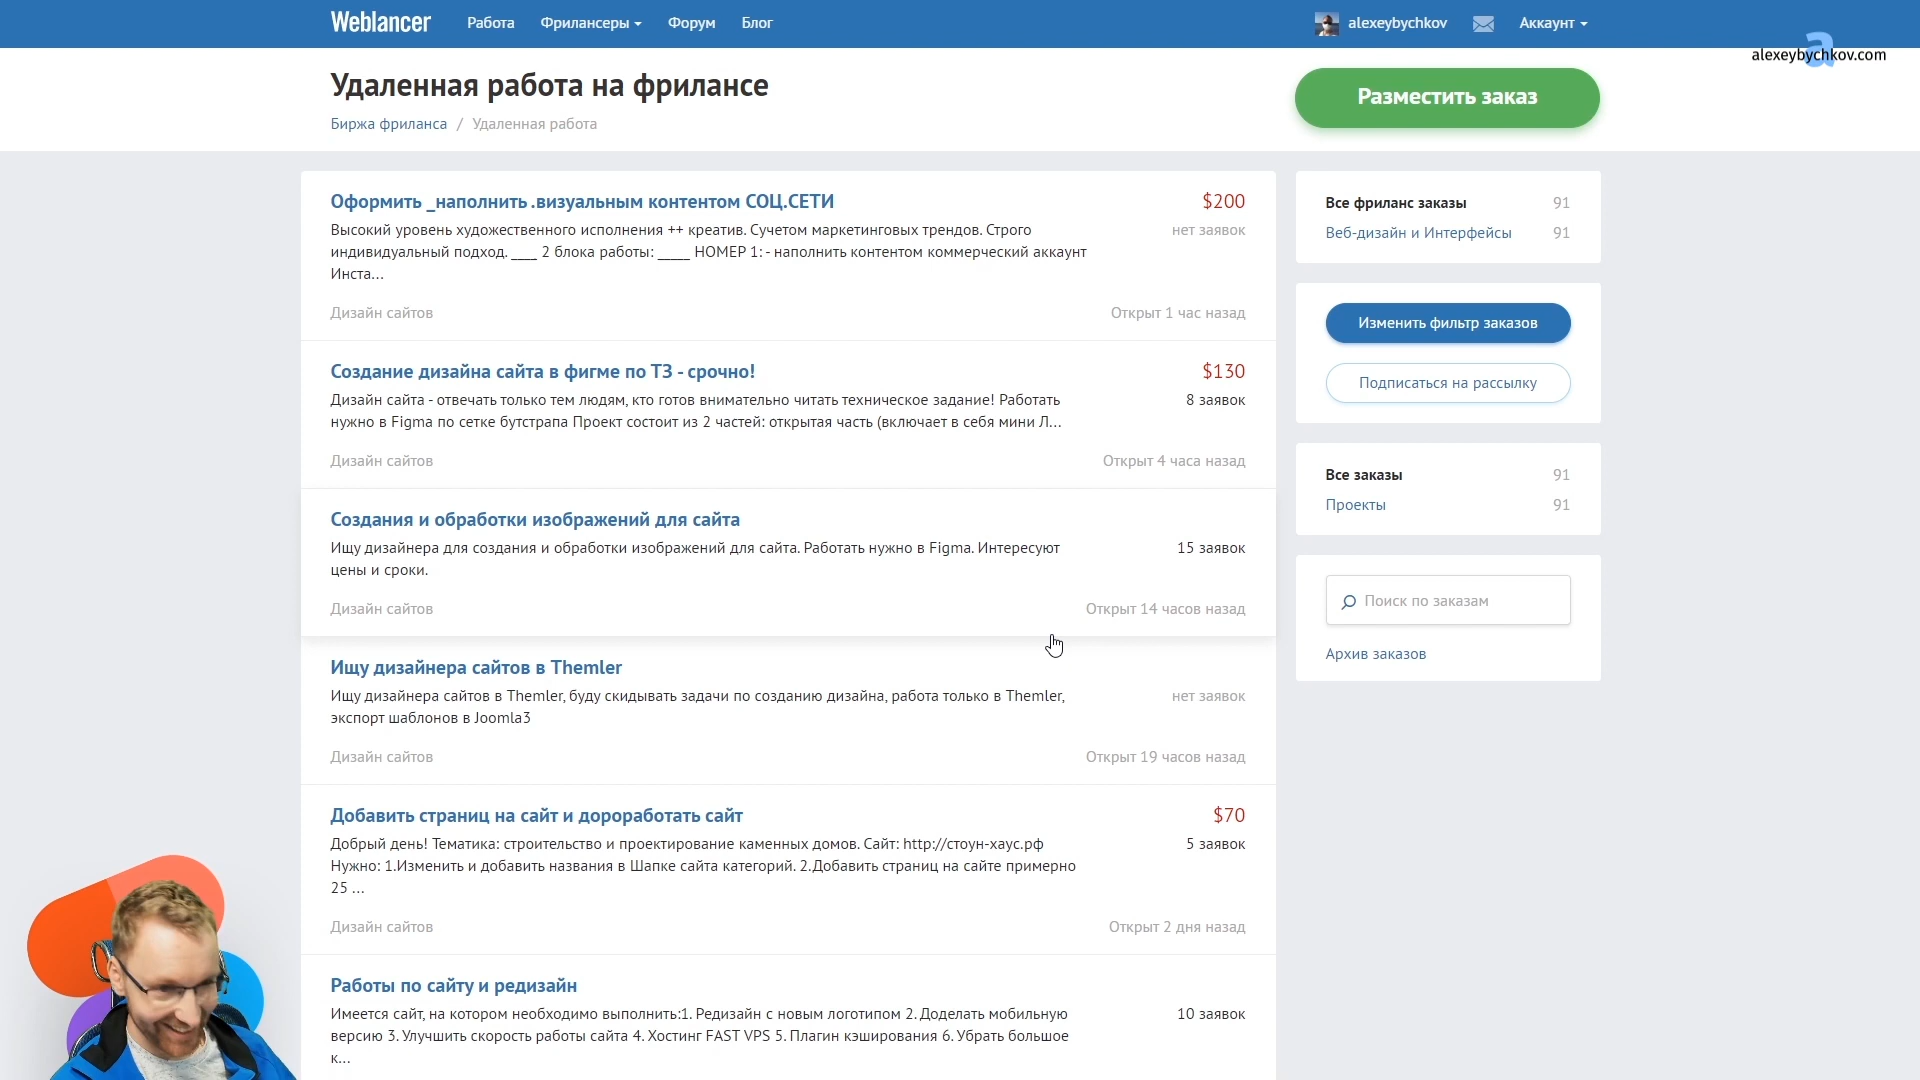 Weblancer Работа Фрилансеры Форум Блог alexeybychkov Аккаунт
alexeybychkov.com
Удаленная работа на фрилансе
Разместить заказ
Биржа фриланса / Удаленная работа
Оформить _наполнить .визуальным контентом СОЦ.СЕТИ $200
Высокий уровень художественного исполнения ++ креатив. Сучетом маркетинговых трендов. Строго нет заявок
индивидуальный подход. ____ 2 блока работы: _____ НОМЕР 1: - наполнить контентом коммерческий аккаунт
Инста...
Дизайн сайтов Открыт 1 час назад
Создание дизайна сайта в фигме по ТЗ - срочно! $130
Дизайн сайта - отвечать только тем людям, кто готов внимательно читать техническое задание! Работать 8 заявок
нужно в Figma по сетке бутстрапа Проект состоит из 2 частей: открытая часть (включает в себя мини Л...
Дизайн сайтов Открыт 4 часа назад
Создания и обработки изображений для сайта
Ищу дизайнера для создания и обработки изображений для сайта. Работать нужно в Figma. Интересуют 15 заявок
цены и сроки.
Дизайн сайтов Открыт 14 часов назад
Ищу дизайнера сайтов в Themler
Ищу дизайнера сайтов в Themler, буду скидывать задачи по созданию дизайна, работа только в Themler, нет заявок
экспорт шаблонов в Joomla3
Дизайн сайтов Открыт 19 часов назад
Добавить страниц на сайт и дороработать сайт $70
Добрый день! Тематика: строительство и проектирование каменных домов. Сайт: http://стоун-хаус.рф 5 заявок
Нужно: 1.Изменить и добавить названия в Шапке сайта категорий. 2.Добавить страниц на сайте примерно
25 ...
Дизайн сайтов Открыт 2 дня назад
Работы по сайту и редизайн
Имеется сайт, на котором необходимо выполнить:1. Редизайн с новым логотипом 2. Доделать мобильную 10 заявок
версию 3. Улучшить скорость работы сайта 4. Хостинг FAST VPS 5. Плагин кэширования 6. Убрать большое
к...
Все фриланс заказы 91
Веб-дизайн и Интерфейсы 91
Изменить фильтр заказов
Подписаться на рассылку
Все заказы 91
Проекты 91
Поиск по заказам
Архив заказов